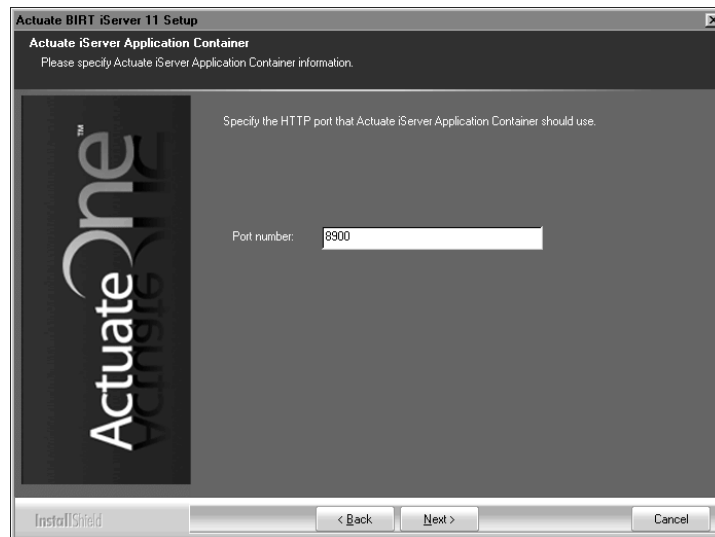 Actuate BIRT iServer 11 Setup
Actuate iServer Application Container
Please specify Actuate iServer Application Container information.
Specify the HTTP port that Actuate iServer Application Container should use.
Port number: 8900
ActuateOne™
InstallShield
< Back Next > Cancel